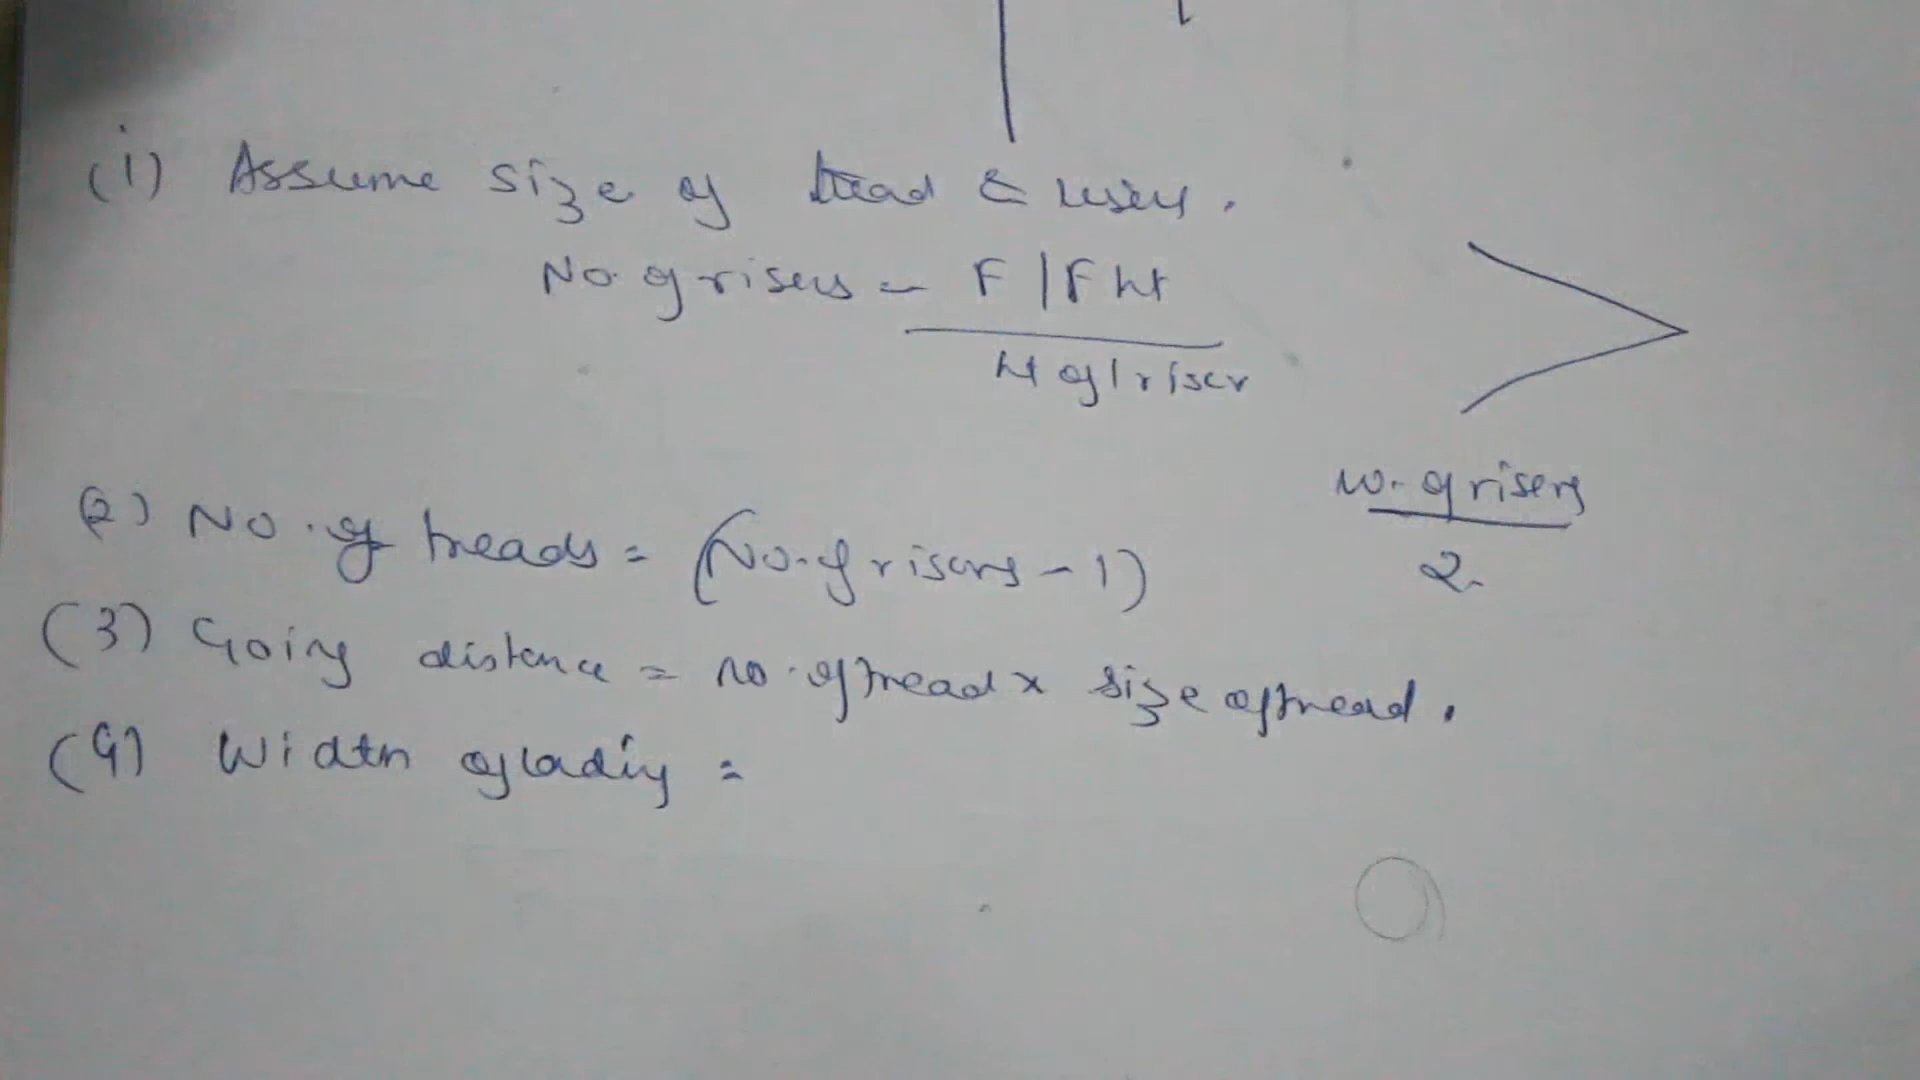 (1) Assume size of tread & riser.
No. of risers = F/F ht
ht of 1 riser
(2) No. of treads = (No. of risers - 1)
no. of risers
2
(3) Going distance = no. of tread x size of tread.
(4) Width of landing =